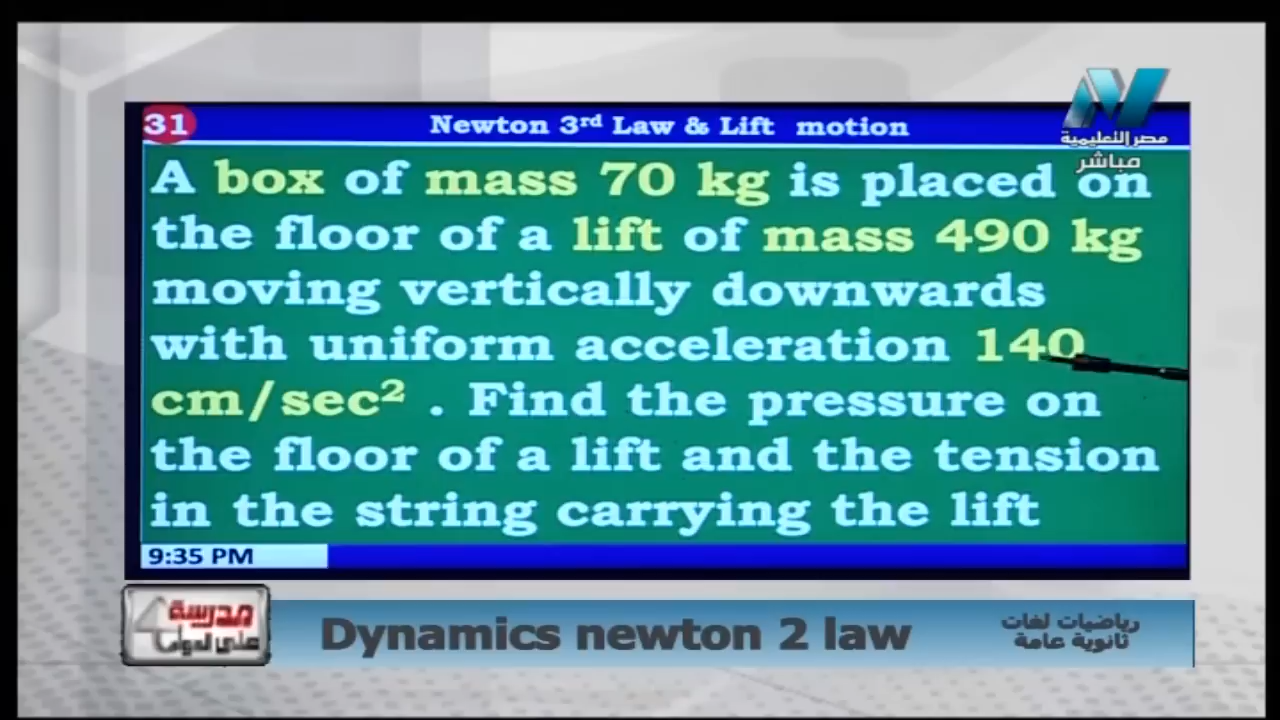 31
Newton 3rd Law & Lift motion
مصر التعليمية
مباشر
A box of mass 70 kg is placed on
the floor of a lift of mass 490 kg
moving vertically downwards
with uniform acceleration 140
cm/sec² . Find the pressure on
the floor of a lift and the tension
in the string carrying the lift
9:35 PM
مدرسة
على الهواء
Dynamics newton 2 law
رياضيات لغات
ثانوية عامة